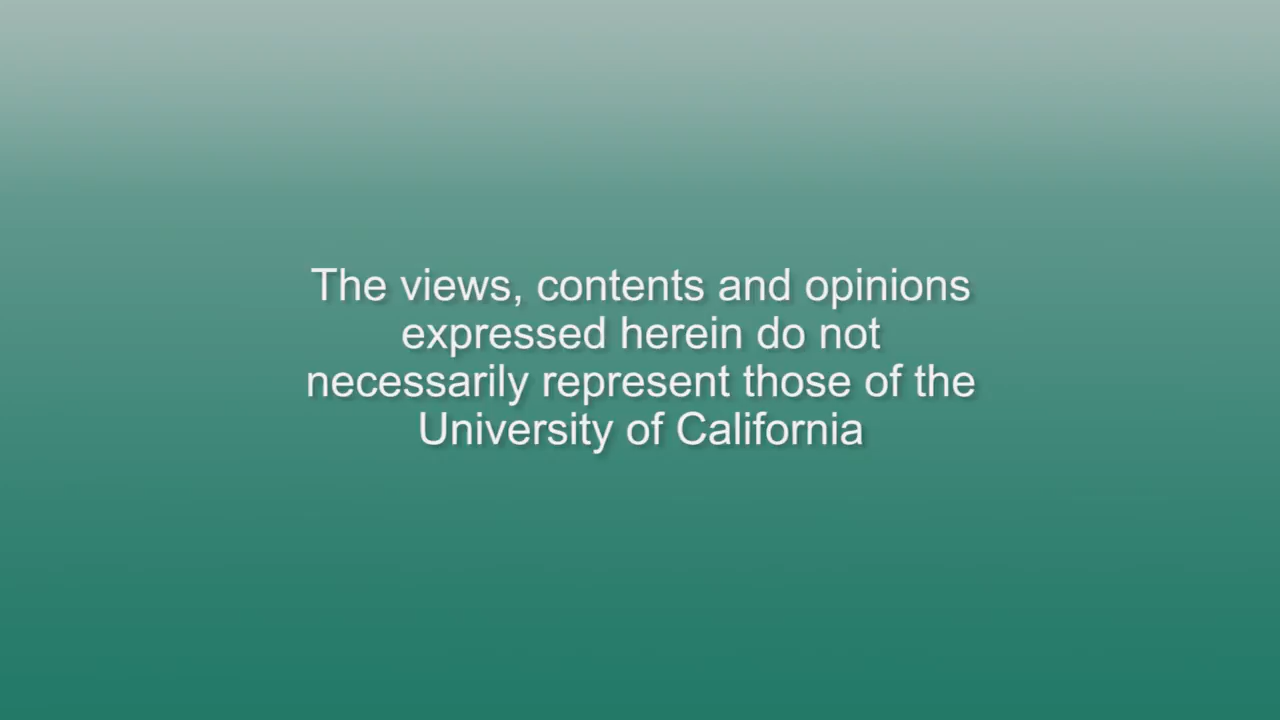 The views, contents and opinions
expressed herein do not
necessarily represent those of the
University of California